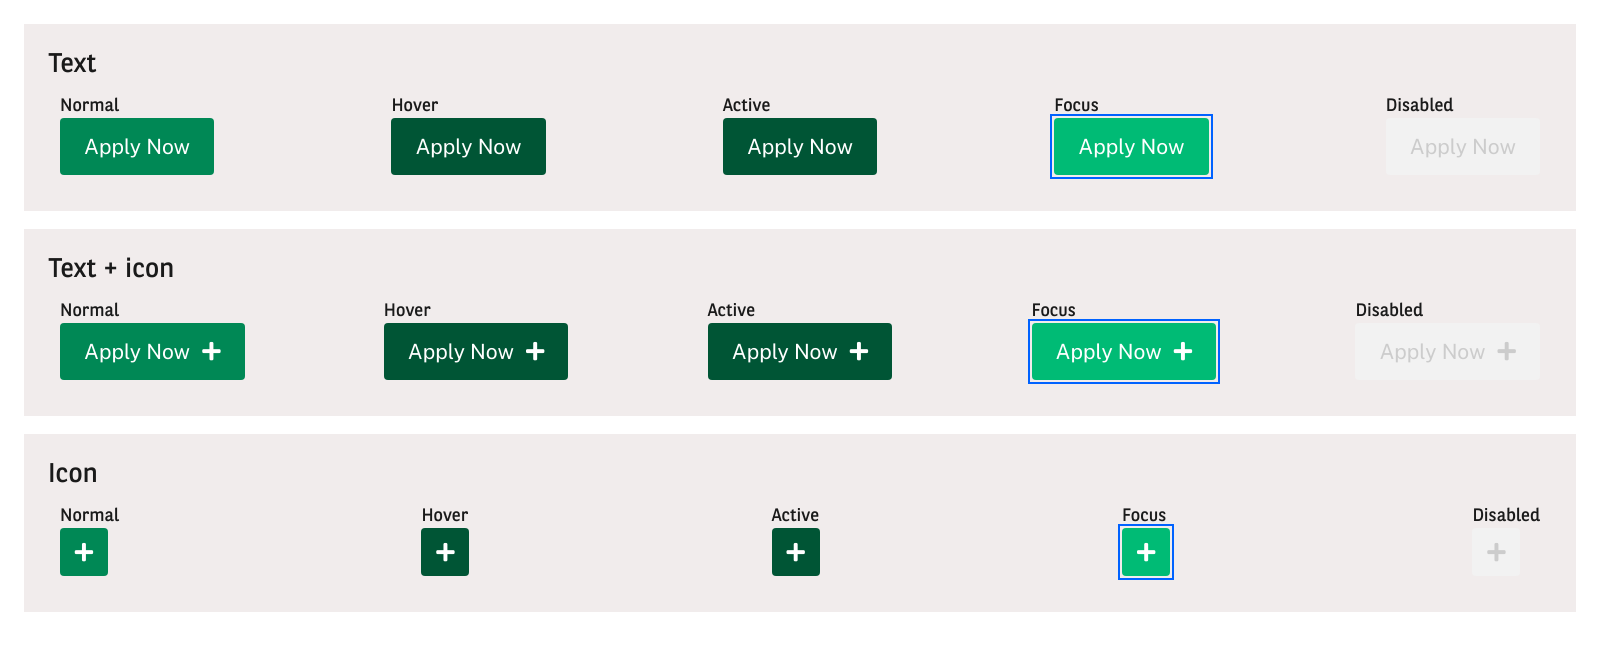 Text
Normal Hover Active Focus Disabled
Apply Now Apply Now Apply Now Apply Now Apply Now
Text + icon
Normal Hover Active Focus Disabled
Apply Now Apply Now Apply Now Apply Now Apply Now
Icon
Normal Hover Active Focus Disabled